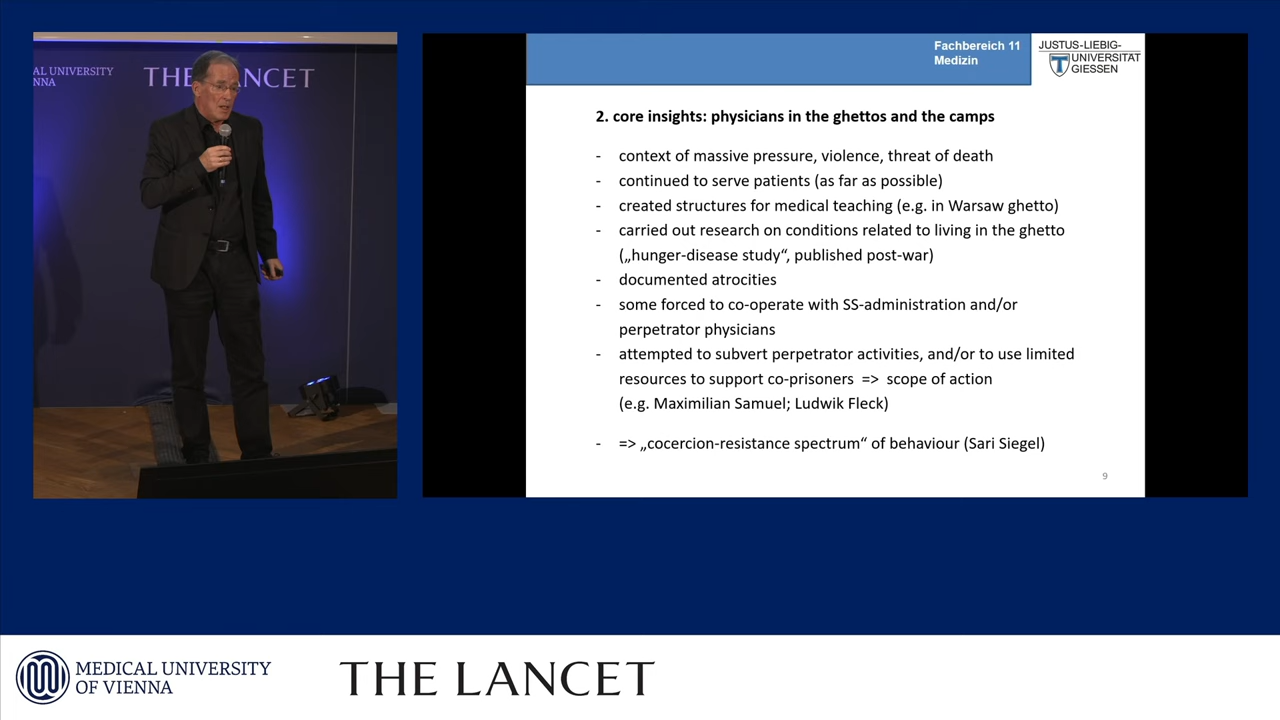 AL UNIVERSITY
NNA
THE LANCET
Fachbereich 11
Medizin
JUSTUS-LIEBIG-
UNIVERSITAT
GIESSEN
2. core insights: physicians in the ghettos and the camps
- context of massive pressure, violence, threat of death
- continued to serve patients (as far as possible)
- created structures for medical teaching (e.g. in Warsaw ghetto)
- carried out research on conditions related to living in the ghetto
(„hunger-disease study“, published post-war)
- documented atrocities
- some forced to co-operate with SS-administration and/or
perpetrator physicians
- attempted to subvert perpetrator activities, and/or to use limited
resources to support co-prisoners => scope of action
(e.g. Maximilian Samuel; Ludwik Fleck)
- => „cocercion-resistance spectrum“ of behaviour (Sari Siegel)
9
MEDICAL UNIVERSITY
OF VIENNA
THE LANCET